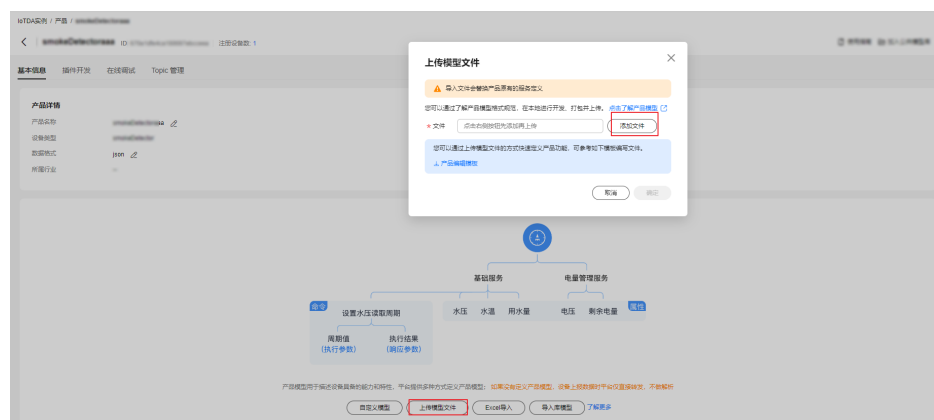 IoTDA实例 / 产品 /
注册设备数: 1
基本信息 插件开发 在线调试 Topic 管理
产品详情
产品名称
设备类型
数据格式 json
所属行业 --
上传模型文件
导入文件会替换产品原有的服务定义
您可以通过了解产品模型格式规范，在本地进行开发、打包并上传。 点击了解产品模型
* 文件 点击右侧按钮先添加再上传 添加文件
您可以通过上传模型文件的方式快速定义产品功能，可参考如下模板编写文件。
产品编辑模板
取消 确定
基础服务 电量管理服务
命令 设置水压读取周期 水压 水温 用水量 电压 剩余电量 属性
周期值 执行结果
(执行参数) (响应参数)
产品模型用于描述设备具备的能力和特性，平台提供多种方式定义产品模型； 如果没有定义产品模型，设备上报数据时平台仅直接转发，不做解析
自定义模型 上传模型文件 Excel导入 导入库模型 了解更多